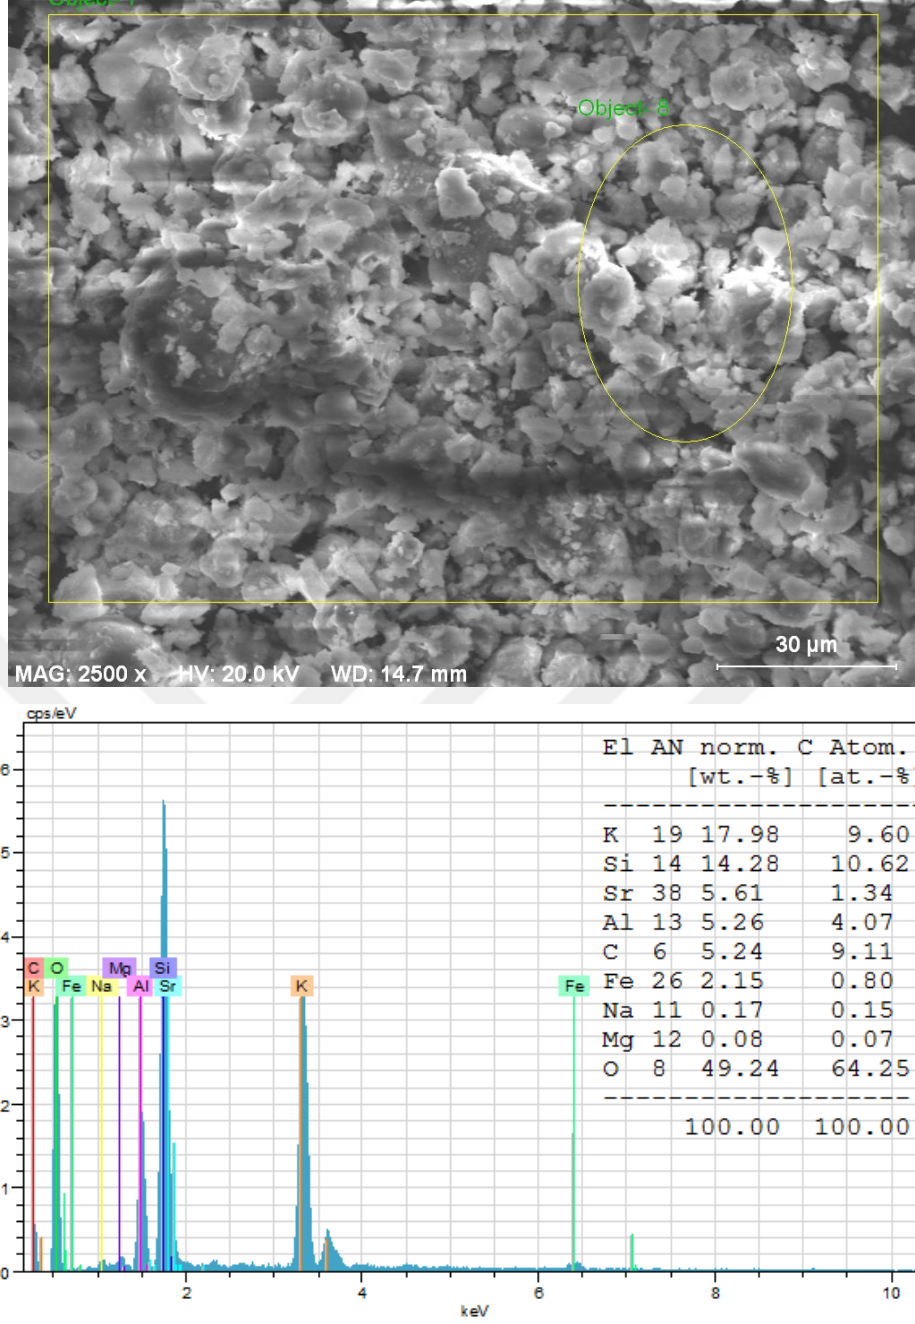 Object-8
30 µm
MAG: 2500 x HV: 20.0 kV WD: 14.7 mm
cps/eV
El AN norm. C Atom.
[wt.-%] [at.-%]
--------------------
K 19 17.98 9.60
Si 14 14.28 10.62
Sr 38 5.61 1.34
Al 13 5.26 4.07
C 6 5.24 9.11
Fe 26 2.15 0.80
Na 11 0.17 0.15
Mg 12 0.08 0.07
O 8 49.24 64.25
--------------------
100.00 100.00
6
5
4
3
2
1
0
C O Mg Si
K Fe Na Al Sr K Fe
2 4 6 8 10
keV